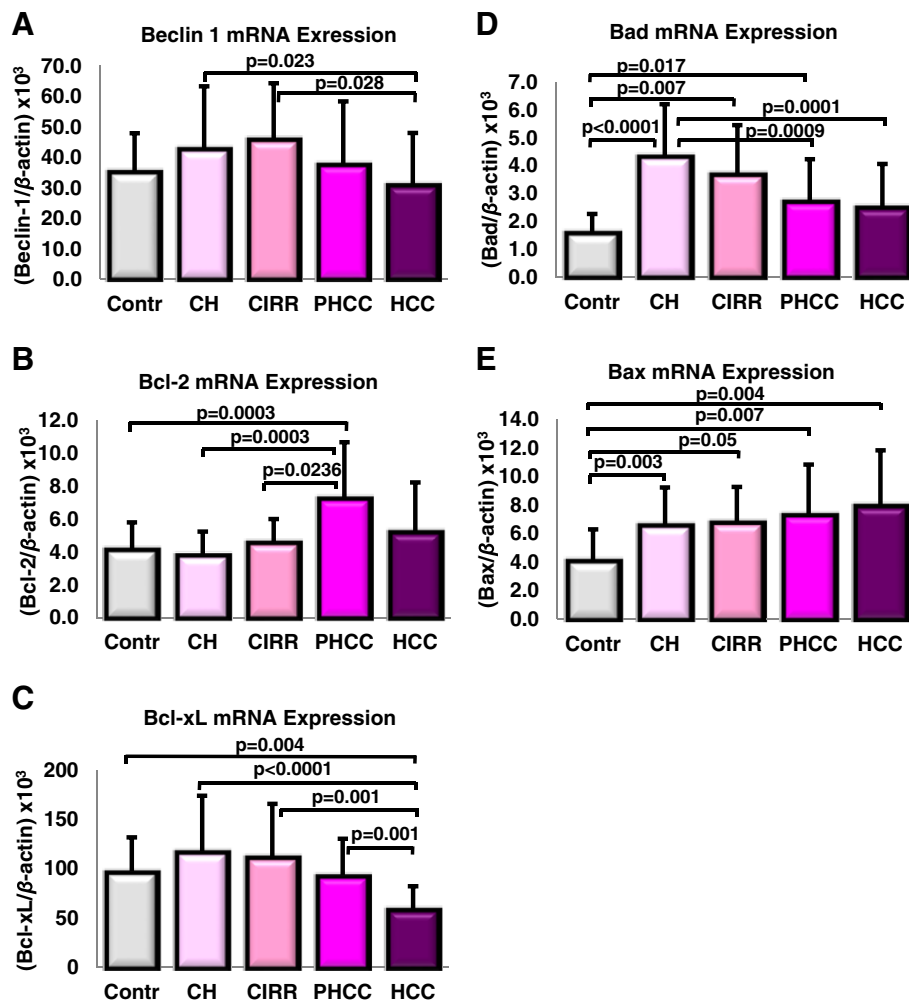 A
Beclin 1 mRNA Exression
(Beclin-1/β-actin) x10³
70.0
60.0
50.0
40.0
30.0
20.0
10.0
0.0
p=0.023
p=0.028
Contr CH CIRR PHCC HCC
B
Bcl-2 mRNA Expression
(Bcl-2/β-actin) x10³
12.0
10.0
8.0
6.0
4.0
2.0
0.0
p=0.0003
p=0.0003
p=0.0236
Contr CH CIRR PHCC HCC
C
Bcl-xL mRNA Expression
(Bcl-xL/β-actin) x10³
200
150
100
50
0
p=0.004
p<0.0001
p=0.001
p=0.001
Contr CH CIRR PHCC HCC
D
Bad mRNA Expression
(Bad/β-actin) x10³
7.0
6.0
5.0
4.0
3.0
2.0
1.0
0.0
p=0.017
p=0.007
p=0.0001
p<0.0001 p=0.0009
Contr CH CIRR PHCC HCC
E
Bax mRNA Expression
(Bax/β-actin) x10³
14.0
12.0
10.0
8.0
6.0
4.0
2.0
0.0
p=0.004
p=0.007
p=0.05
p=0.003
Contr CH CIRR PHCC HCC